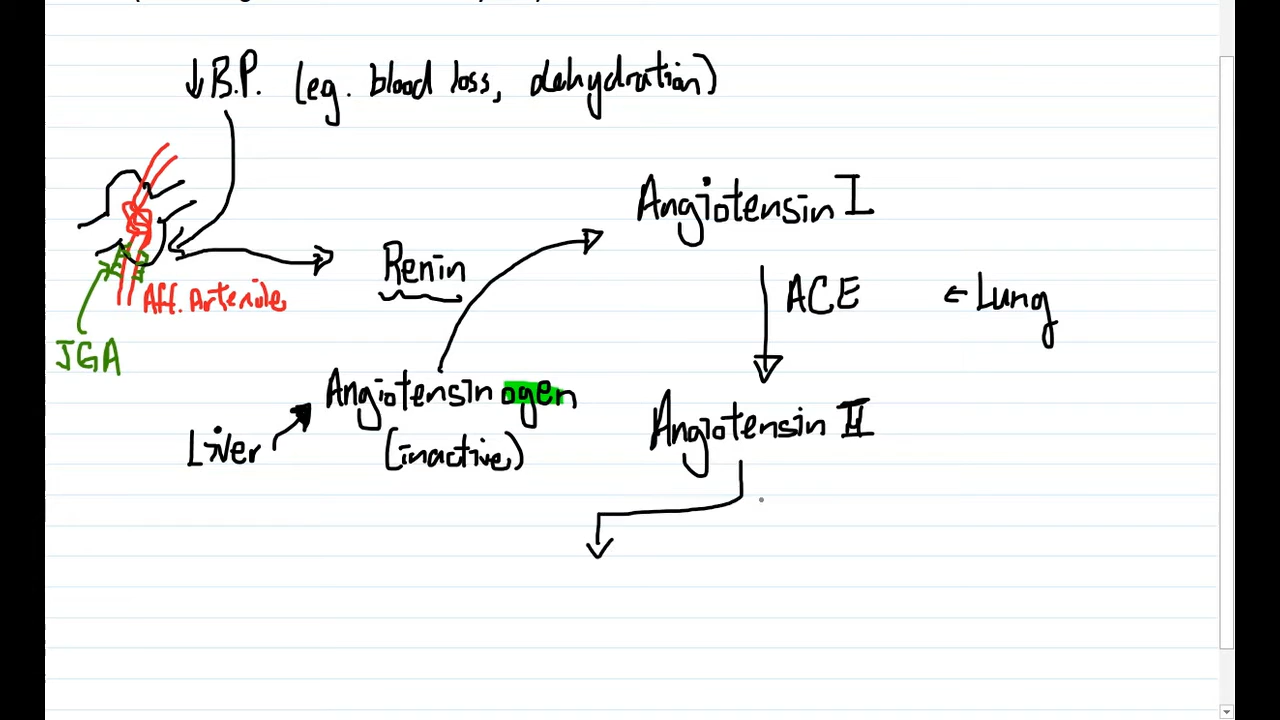 ↓B.P. (eg. blood loss, dehydration)
Angiotensin I
Renin
ACE ← Lung
Aff. Arteriole
JGA
Angiotensinogen
Angiotensin II
Liver
(inactive)